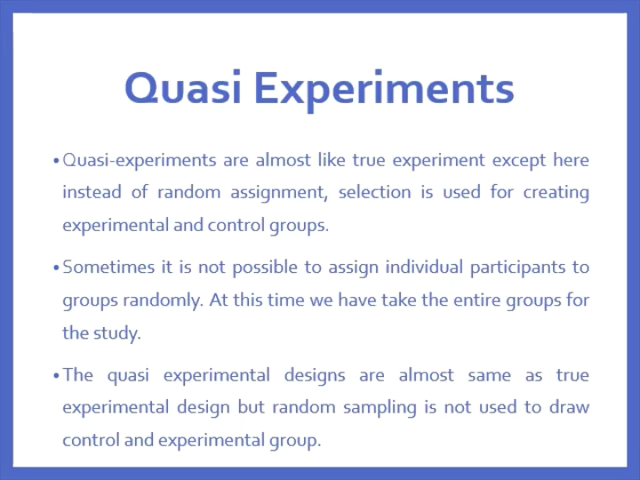 Quasi Experiments
•Quasi-experiments are almost like true experiment except here
instead of random assignment, selection is used for creating
experimental and control groups.
•Sometimes it is not possible to assign individual participants to
groups randomly. At this time we have take the entire groups for
the study.
•The quasi experimental designs are almost same as true
experimental design but random sampling is not used to draw
control and experimental group.